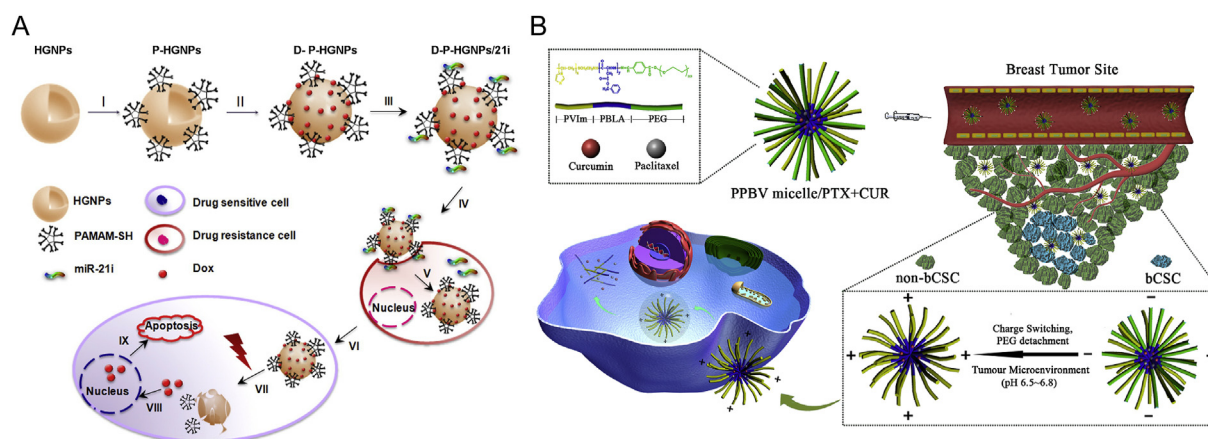 A
HGNPs
P-HGNPs
D- P-HGNPs
D-P-HGNPs/21i
I
II
III
HGNPs
Drug sensitive cell
PAMAM-SH
Drug resistance cell
miR-21i
Dox
IV
V
Nucleus
VI
Apoptosis
IX
Nucleus
VIII
VII
B
PVIm
PBLA
PEG
Curcumin
Paclitaxel
PPBV micelle/PTX+CUR
Breast Tumor Site
non-bCSC
bCSC
+
+
+
+
Charge Switching,
PEG detachment
Tumour Microenvironment
(pH 6.5~6.8)
−
−
−
−